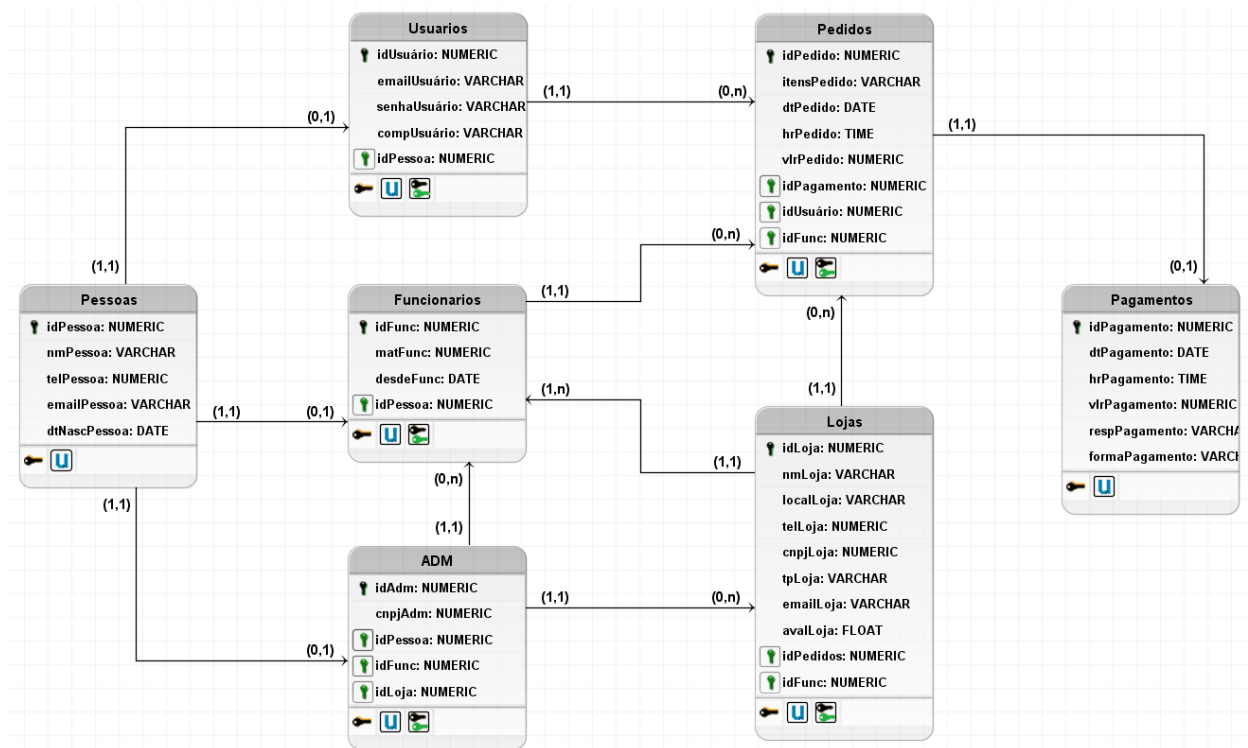 Usuarios
idUsuário: NUMERIC
emailUsuário: VARCHAR
senhaUsuário: VARCHAR
compUsuário: VARCHAR
idPessoa: NUMERIC
(0,1)
(1,1)
(1,1)
(0,n)
Pedidos
idPedido: NUMERIC
itensPedido: VARCHAR
dtPedido: DATE
hrPedido: TIME
vlrPedido: NUMERIC
idPagamento: NUMERIC
idUsuário: NUMERIC
idFunc: NUMERIC
(1,1)
(0,1)
Pessoas
idPessoa: NUMERIC
nmPessoa: VARCHAR
telPessoa: NUMERIC
emailPessoa: VARCHAR
dtNascPessoa: DATE
(1,1)
(0,1)
(1,1)
(0,1)
Funcionarios
idFunc: NUMERIC
matFunc: NUMERIC
desdeFunc: DATE
idPessoa: NUMERIC
(1,1)
(0,n)
(1,n)
(1,1)
(0,n)
(1,1)
(0,n)
(1,1)
Pagamentos
idPagamento: NUMERIC
dtPagamento: DATE
hrPagamento: TIME
vlrPagamento: NUMERIC
respPagamento: VARCHA
formaPagamento: VARCH
ADM
idAdm: NUMERIC
cnpjAdm: NUMERIC
idPessoa: NUMERIC
idFunc: NUMERIC
idLoja: NUMERIC
(1,1)
(0,n)
Lojas
idLoja: NUMERIC
nmLoja: VARCHAR
localLoja: VARCHAR
telLoja: NUMERIC
cnpjLoja: NUMERIC
tpLoja: VARCHAR
emailLoja: VARCHAR
avalLoja: FLOAT
idPedidos: NUMERIC
idFunc: NUMERIC